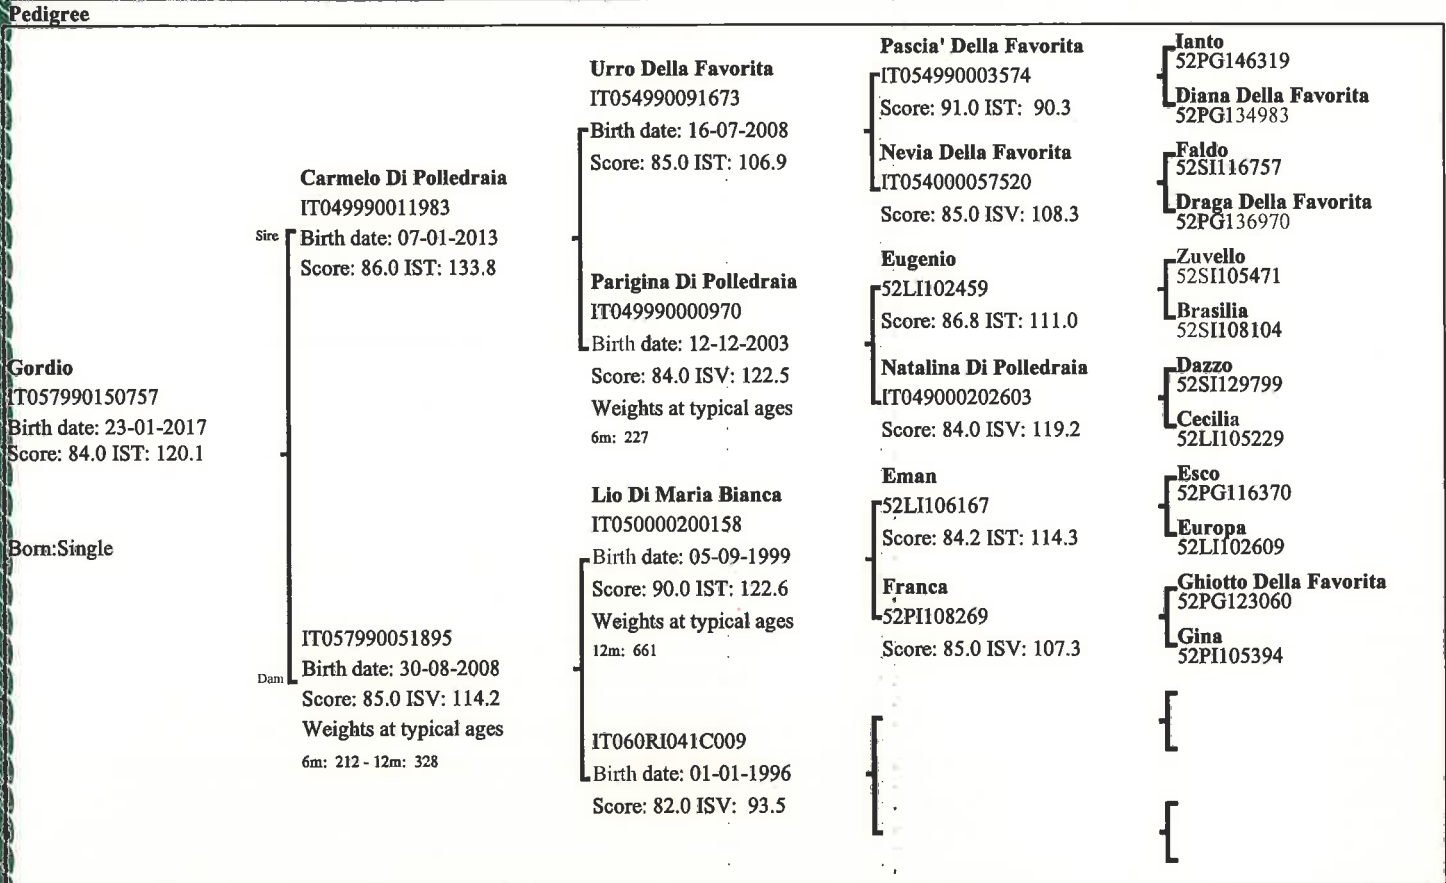 Pedigree
Gordio
IT057990150757
Birth date: 23-01-2017
Score: 84.0 IST: 120.1
Born:Single
Sire
Carmelo Di Polledraia
IT049990011983
Birth date: 07-01-2013
Score: 86.0 IST: 133.8
Dam
IT057990051895
Birth date: 30-08-2008
Score: 85.0 ISV: 114.2
Weights at typical ages
6m: 212 - 12m: 328
Urro Della Favorita
IT054990091673
Birth date: 16-07-2008
Score: 85.0 IST: 106.9
Parigina Di Polledraia
IT049990000970
Birth date: 12-12-2003
Score: 84.0 ISV: 122.5
Weights at typical ages
6m: 227
Lio Di Maria Bianca
IT050000200158
Birth date: 05-09-1999
Score: 90.0 IST: 122.6
Weights at typical ages
12m: 661
IT060RI041C009
Birth date: 01-01-1996
Score: 82.0 ISV: 93.5
Pascia' Della Favorita
IT054990003574
Score: 91.0 IST: 90.3
Nevia Della Favorita
IT054000057520
Score: 85.0 ISV: 108.3
Eugenio
52LI102459
Score: 86.8 IST: 111.0
Natalina Di Polledraia
IT049000202603
Score: 84.0 ISV: 119.2
Eman
52LI106167
Score: 84.2 IST: 114.3
Franca
52PI108269
Score: 85.0 ISV: 107.3
Ianto
52PG146319
Diana Della Favorita
52PG134983
Faldo
52SI116757
Draga Della Favorita
52PG136970
Zuvello
52SI105471
Brasilia
52SI108104
Dazzo
52SI129799
Cecilia
52LI105229
Esco
52PG116370
Europa
52LI102609
Ghiotto Della Favorita
52PG123060
Gina
52PI105394